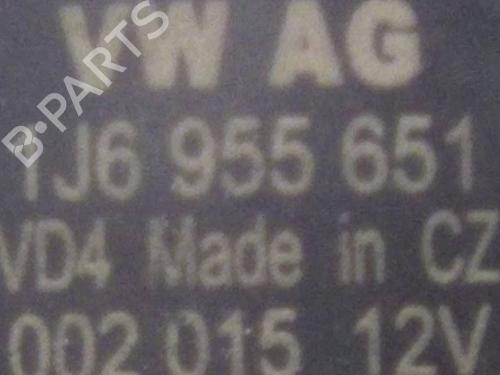 VW AG
1J6 955 651
VD4 Made in CZ
002 015 12V
B-PARTS